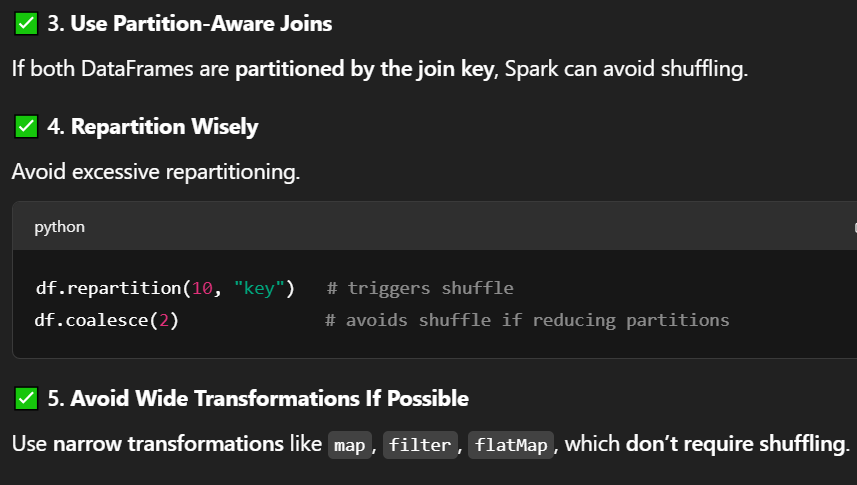 ✅ 3. Use Partition-Aware Joins
If both DataFrames are partitioned by the join key, Spark can avoid shuffling.
✅ 4. Repartition Wisely
Avoid excessive repartitioning.
python
df.repartition(10, "key")   # triggers shuffle
df.coalesce(2)              # avoids shuffle if reducing partitions
✅ 5. Avoid Wide Transformations If Possible
Use narrow transformations like map, filter, flatMap, which don’t require shuffling.